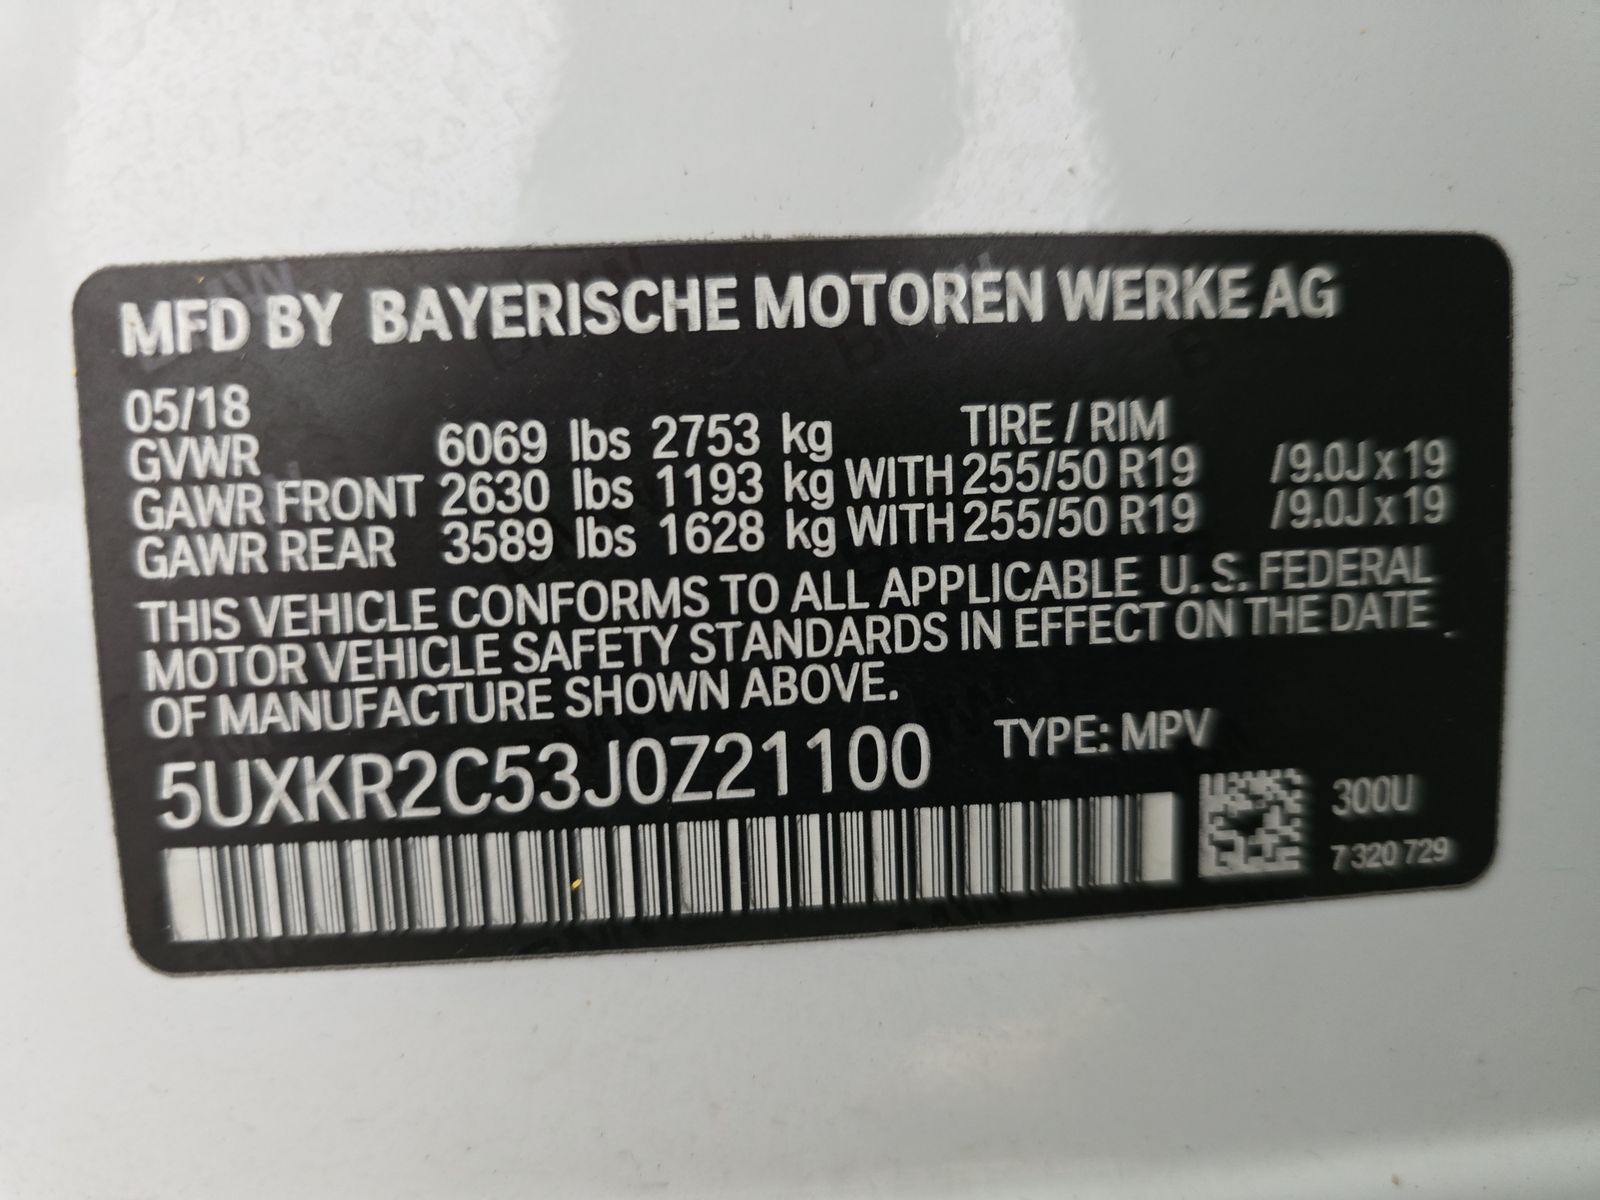 MFD BY BAYERISCHE MOTOREN WERKE AG
05/18
GVWR 6069 lbs 2753 kg TIRE / RIM
GAWR FRONT 2630 lbs 1193 kg WITH 255/50 R19 /9.0J x 19
GAWR REAR 3589 lbs 1628 kg WITH 255/50 R19 /9.0J x 19
THIS VEHICLE CONFORMS TO ALL APPLICABLE U. S. FEDERAL
MOTOR VEHICLE SAFETY STANDARDS IN EFFECT ON THE DATE
OF MANUFACTURE SHOWN ABOVE.
5UXKR2C53J0Z21100 TYPE: MPV
300U
7 320 729